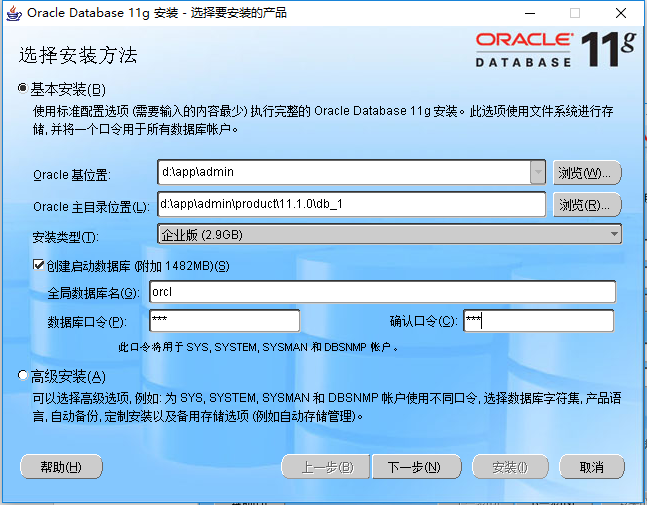 Oracle Database 11g 安装 - 选择要安装的产品
选择安装方法
ORACLE
DATABASE 11g
基本安装(B)
使用标准配置选项 (需要输入的内容最少) 执行完整的 Oracle Database 11g 安装。此选项使用文件系统进行存
储, 并将一个口令用于所有数据库帐户。
Oracle 基位置: d:\app\admin 浏览(W)...
Oracle 主目录位置(L): d:\app\admin\product\11.1.0\db_1 浏览(R)...
安装类型(T): 企业版 (2.9GB)
创建启动数据库 (附加 1482MB)(S)
全局数据库名(G): orcl
数据库口令(P): *** 确认口令(C): ***
此口令将用于 SYS, SYSTEM, SYSMAN 和 DBSNMP 帐户。
高级安装(A)
可以选择高级选项, 例如: 为 SYS, SYSTEM, SYSMAN 和 DBSNMP 帐户使用不同口令, 选择数据库字符集, 产品语
言, 自动备份, 定制安装以及备用存储选项 (例如自动存储管理)。
帮助(H) 上一步(B) 下一步(N) 安装(I) 取消